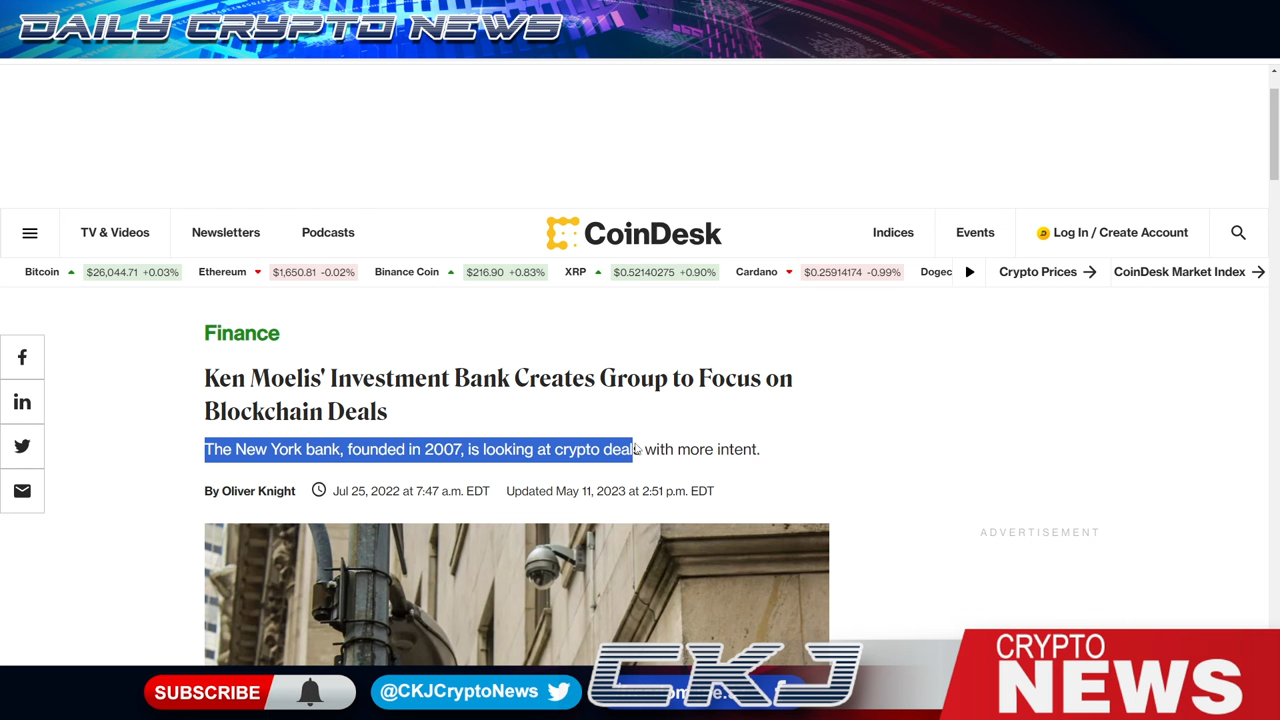 DAILY CRYPTO NEWS
TV & Videos Newsletters Podcasts CoinDesk Indices Events Log In / Create Account
Bitcoin $26,044.71 +0.03% Ethereum $1,650.81 -0.02% Binance Coin $216.90 +0.83% XRP $0.52140275 +0.90% Cardano $0.25914174 -0.99% Dogec Crypto Prices CoinDesk Market Index
Finance
Ken Moelis' Investment Bank Creates Group to Focus on
Blockchain Deals
The New York bank, founded in 2007, is looking at crypto deals with more intent.
By Oliver Knight Jul 25, 2022 at 7:47 a.m. EDT Updated May 11, 2023 at 2:51 p.m. EDT
ADVERTISEMENT
SUBSCRIBE @CKJCryptoNews CKJ
CRYPTO
NEWS